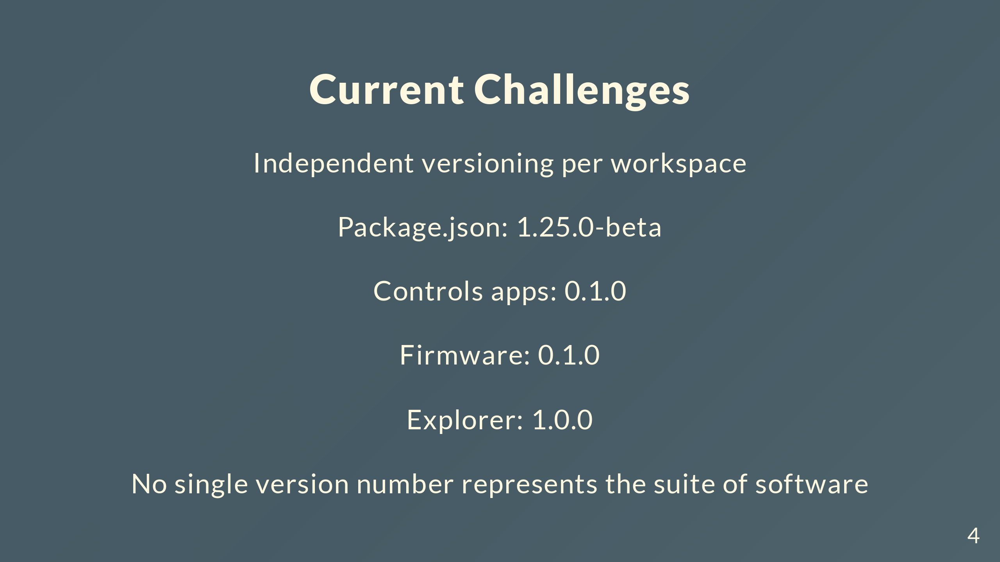 Current Challenges
Independent versioning per workspace
Package.json: 1.25.0-beta
Controls apps: 0.1.0
Firmware: 0.1.0
Explorer: 1.0.0
No single version number represents the suite of software
4